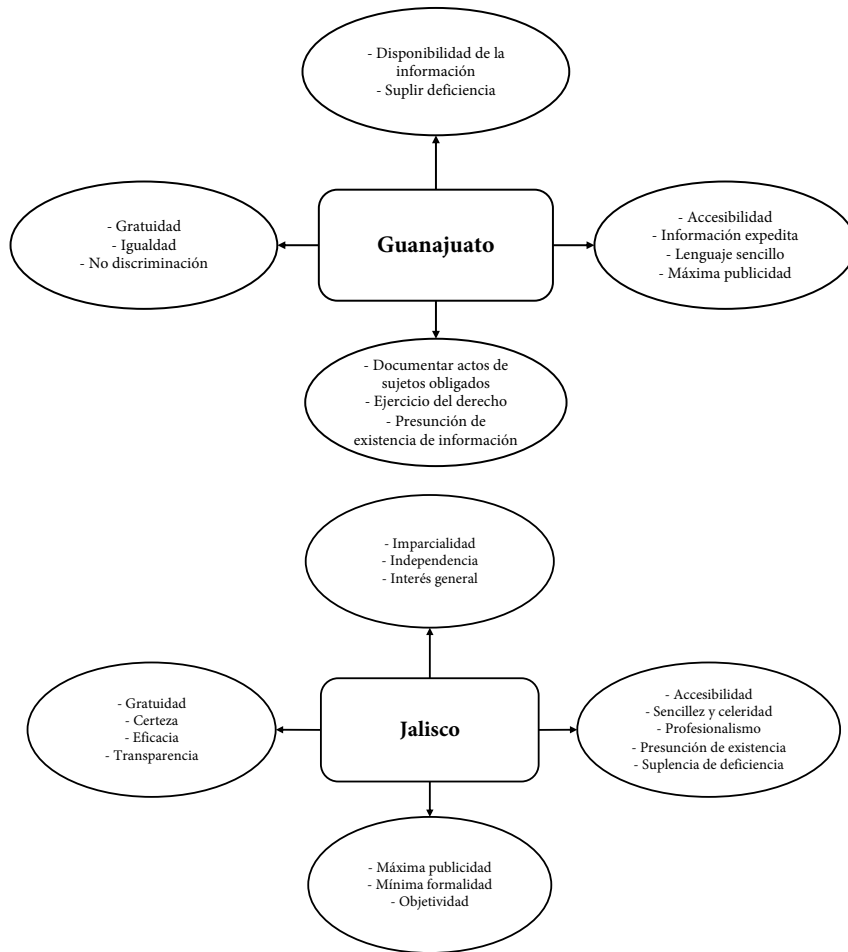 - Disponibilidad de la
información
- Suplir deficiencia
- Gratuidad
- Igualdad
- No discriminación
Guanajuato
- Accesibilidad
- Información expedita
- Lenguaje sencillo
- Máxima publicidad
- Documentar actos de
sujetos obligados
- Ejercicio del derecho
- Presunción de
existencia de información
- Imparcialidad
- Independencia
- Interés general
- Gratuidad
- Certeza
- Eficacia
- Transparencia
Jalisco
- Accesibilidad
- Sencillez y celeridad
- Profesionalismo
- Presunción de existencia
- Suplencia de deficiencia
- Máxima publicidad
- Mínima formalidad
- Objetividad